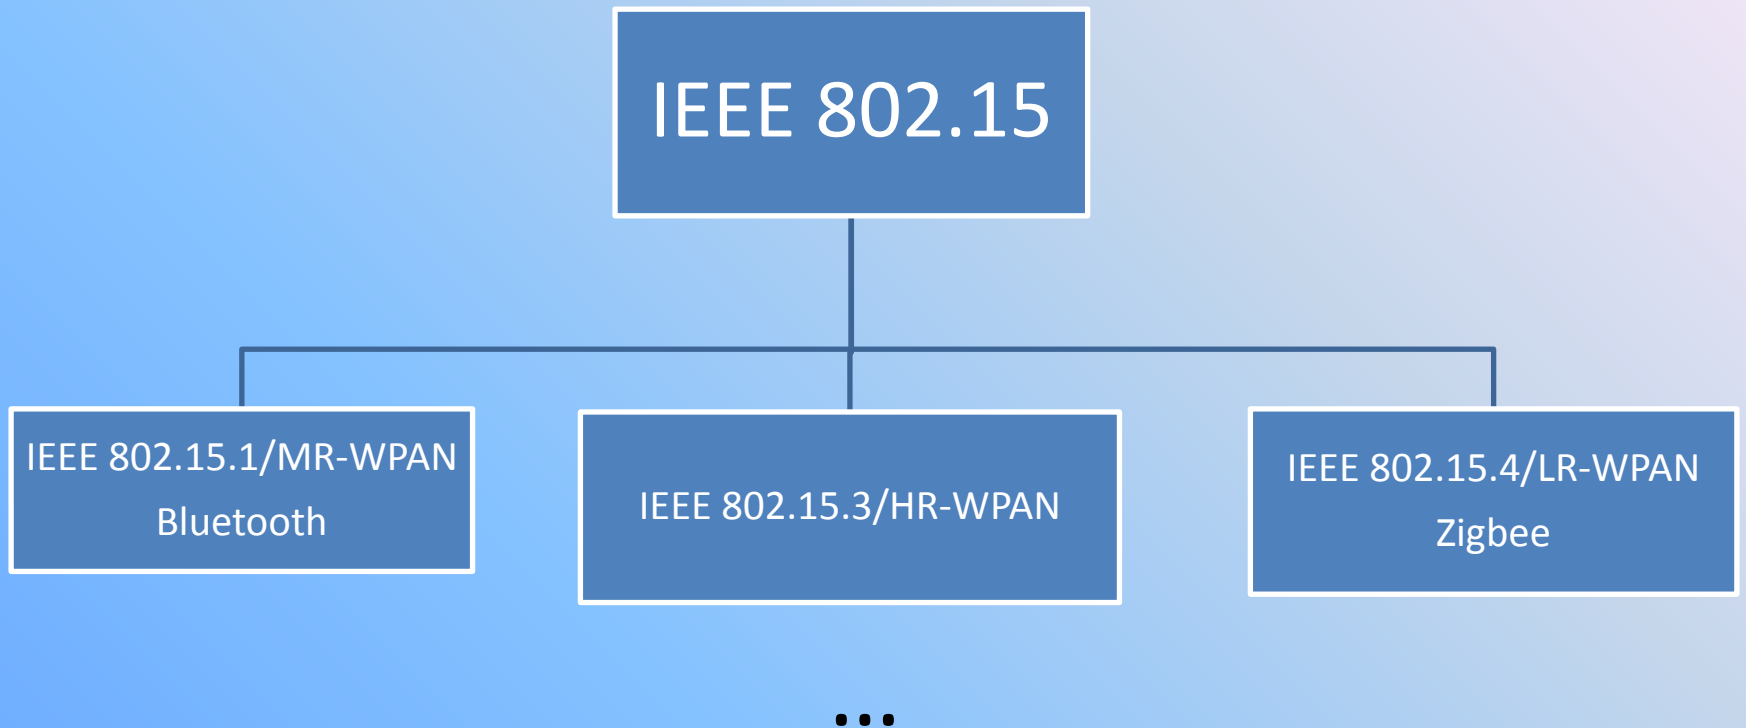 IEEE 802.15
IEEE 802.15.1/MR-WPAN
Bluetooth
IEEE 802.15.3/HR-WPAN
IEEE 802.15.4/LR-WPAN
Zigbee
...